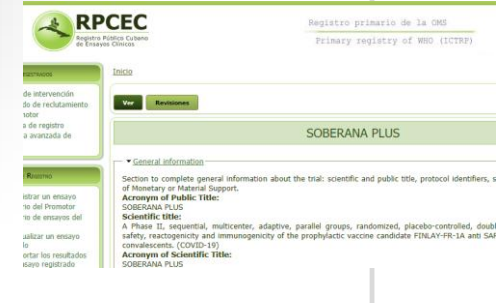 RPCEC
Registro
Público Cubano
de Ensayos Clínicos
Registro primario de la OMS
Primary registry of WHO (ICTRP)
Inicio
de intervención
do de reclutamiento
motor
a de registro
a avanzada de
Ver Revisiones
SOBERANA PLUS
General information
Section to complete general information about the trial: scientific and public title, protocol identifiers, s
of Monetary or Material Support.
Acronym of Public Title:
SOBERANA PLUS
Scientific title:
A Phase II, sequential, multicenter, adaptive, parallel groups, randomized, placebo-controlled, doubl
safety, reactogenicity and immunogenicity of the prophylactic vaccine candidate FINLAY-FR-1A anti SAR
convalescents. (COVID-19)
Acronym of Scientific Title:
SOBERANA PLUS
Registro
istrar un ensayo
io del Promotor
rio de ensayos del
ualizar un ensayo
do
ortar los resultados
nsayo registrado